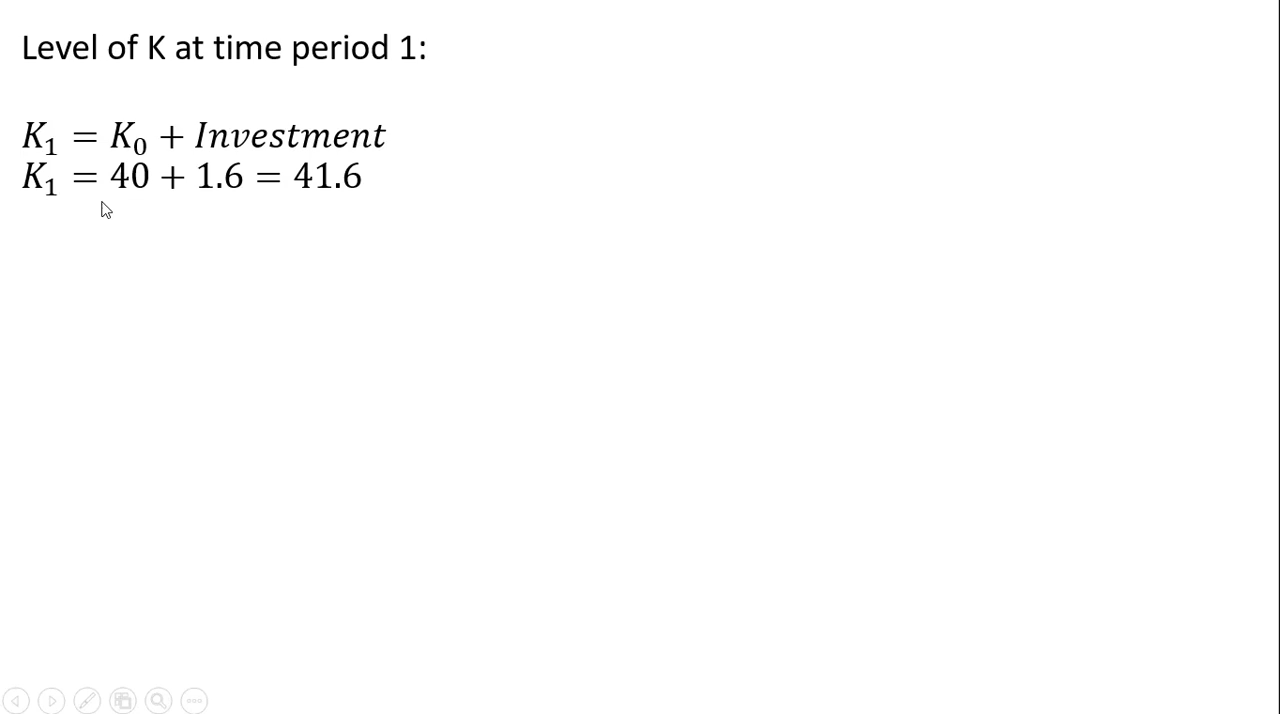 Level of K at time period 1:
K₁ = K₀ + Investment
K₁ = 40 + 1.6 = 41.6